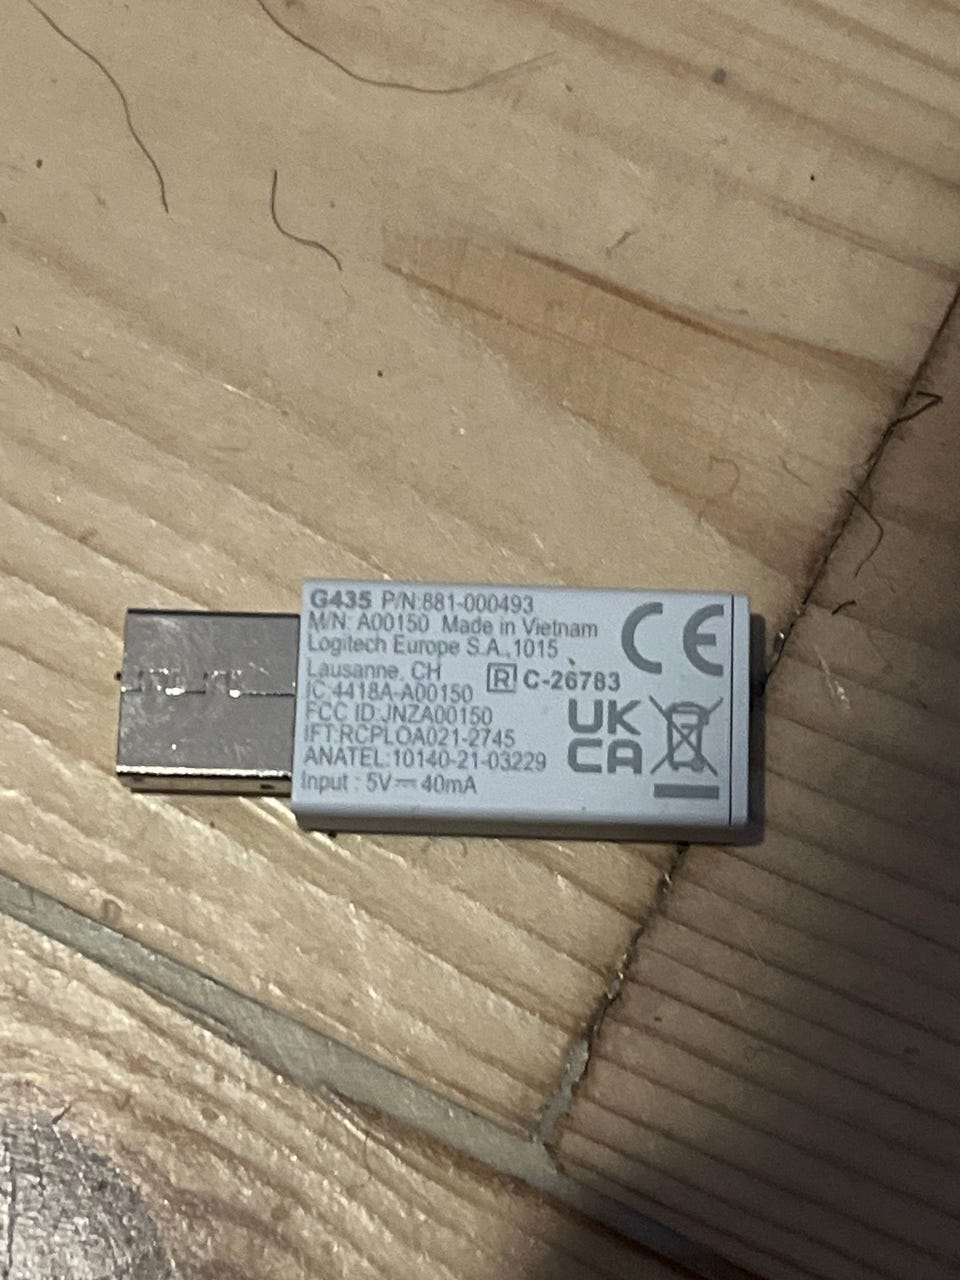 G435 P/N:881-000493
M/N: A00150 Made in Vietnam
Logitech Europe S.A.,1015
Lausanne, CH
R C-26783
IC:4418A-A00150
FCC ID:JNZA00150
IFT:RCPLOA021-2745
ANATEL:10140-21-03229
Input : 5V⎓40mA
CE
UK
CA